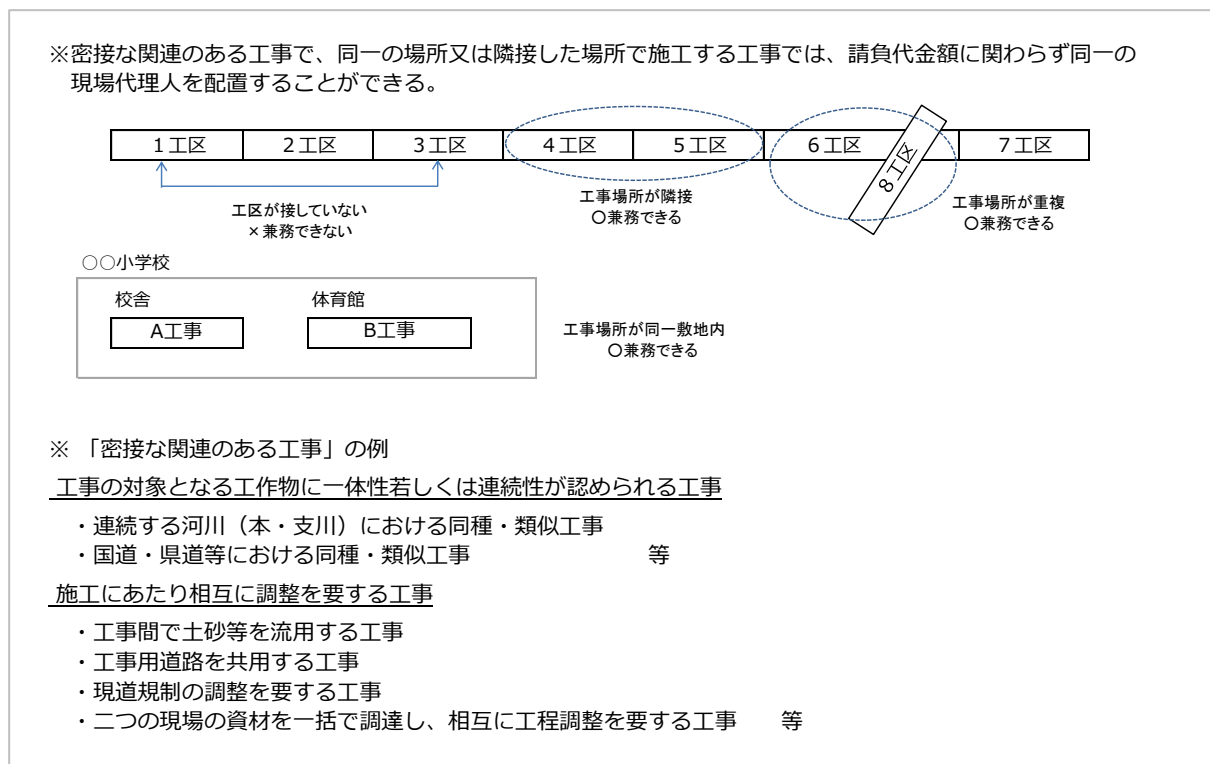 ※密接な関連のある工事で、同一の場所又は隣接した場所で施工する工事では、請負代金額に関わらず同一の
現場代理人を配置することができる。
1工区 2工区 3工区 4工区 5工区 6工区 8工区 7工区
工区が接していない
×兼務できない
工事場所が隣接
○兼務できる
工事場所が重複
○兼務できる
○○小学校
校舎 体育館
A工事 B工事
工事場所が同一敷地内
○兼務できる
※ 「密接な関連のある工事」の例
工事の対象となる工作物に一体性若しくは連続性が認められる工事
・連続する河川（本・支川）における同種・類似工事
・国道・県道等における同種・類似工事 等
施工にあたり相互に調整を要する工事
・工事間で土砂等を流用する工事
・工事用道路を共用する工事
・現道規制の調整を要する工事
・二つの現場の資材を一括で調達し、相互に工程調整を要する工事 等